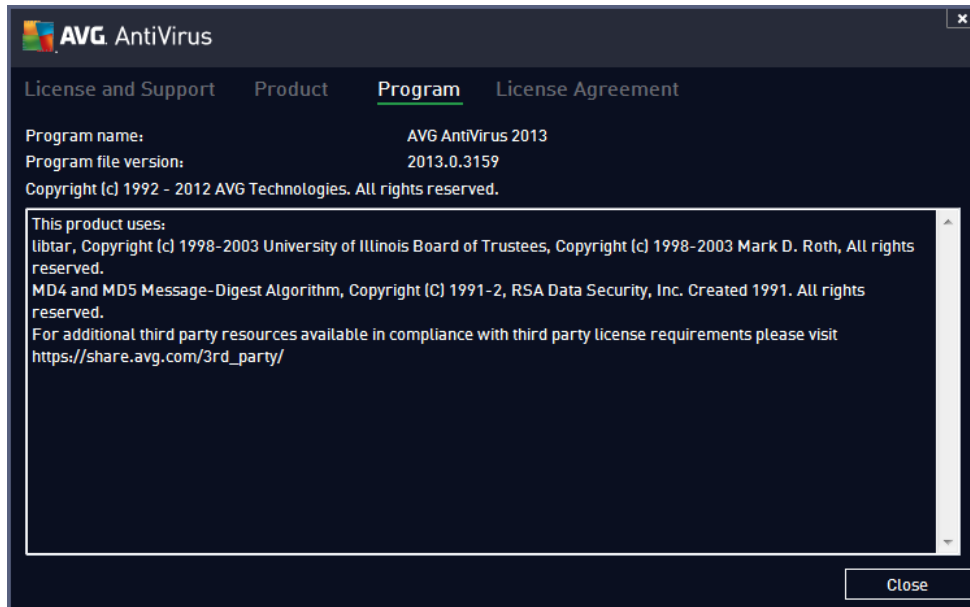 AVG. AntiVirus
License and Support Product Program License Agreement
Program name: AVG AntiVirus 2013
Program file version: 2013.0.3159
Copyright (c) 1992 - 2012 AVG Technologies. All rights reserved.
This product uses:
libtar, Copyright (c) 1998-2003 University of Illinois Board of Trustees, Copyright (c) 1998-2003 Mark D. Roth, All rights
reserved.
MD4 and MD5 Message-Digest Algorithm, Copyright (C) 1991-2, RSA Data Security, Inc. Created 1991. All rights
reserved.
For additional third party resources available in compliance with third party license requirements please visit
https://share.avg.com/3rd_party/
Close